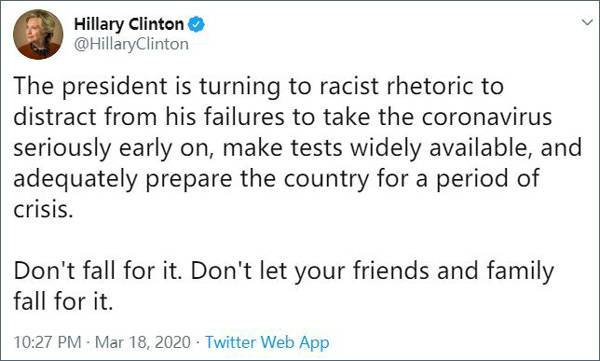 Hillary Clinton
@HillaryClinton
The president is turning to racist rhetoric to
distract from his failures to take the coronavirus
seriously early on, make tests widely available, and
adequately prepare the country for a period of
crisis.
Don't fall for it. Don't let your friends and family
fall for it.
10:27 PM · Mar 18, 2020 · Twitter Web App